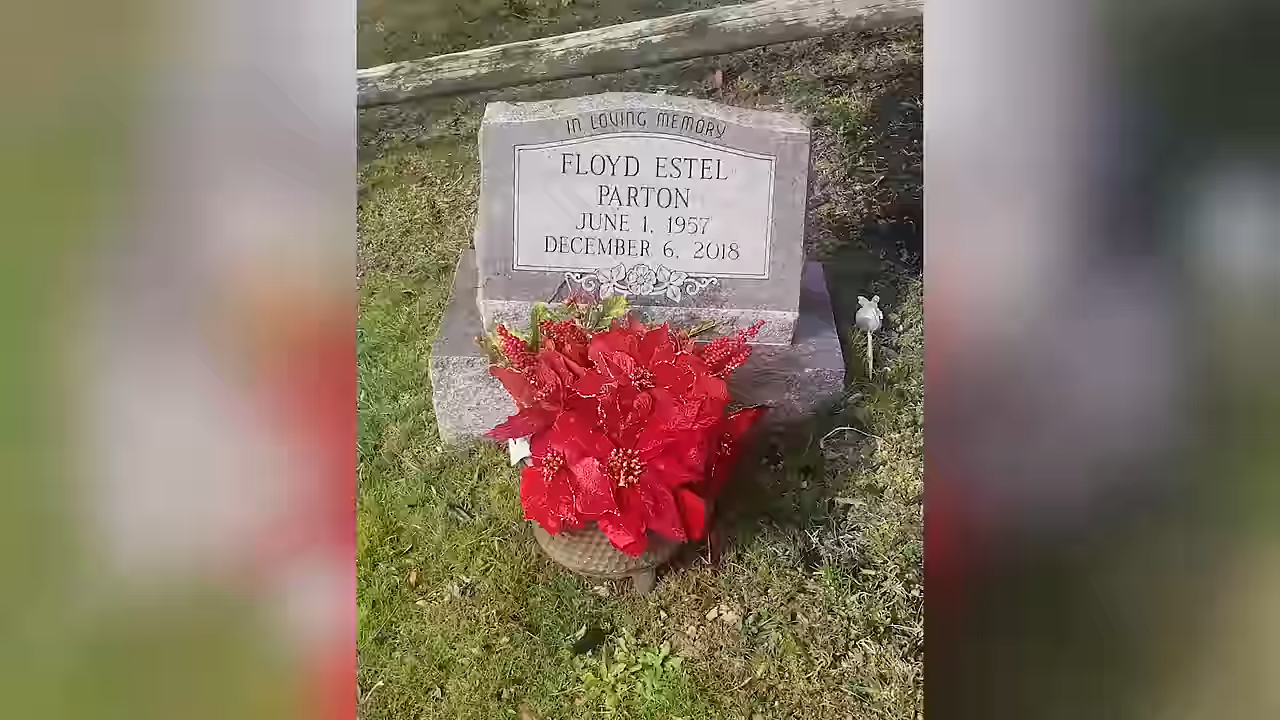 IN LOVING MEMORY
FLOYD ESTEL
PARTON
JUNE 1, 1957
DECEMBER 6, 2018